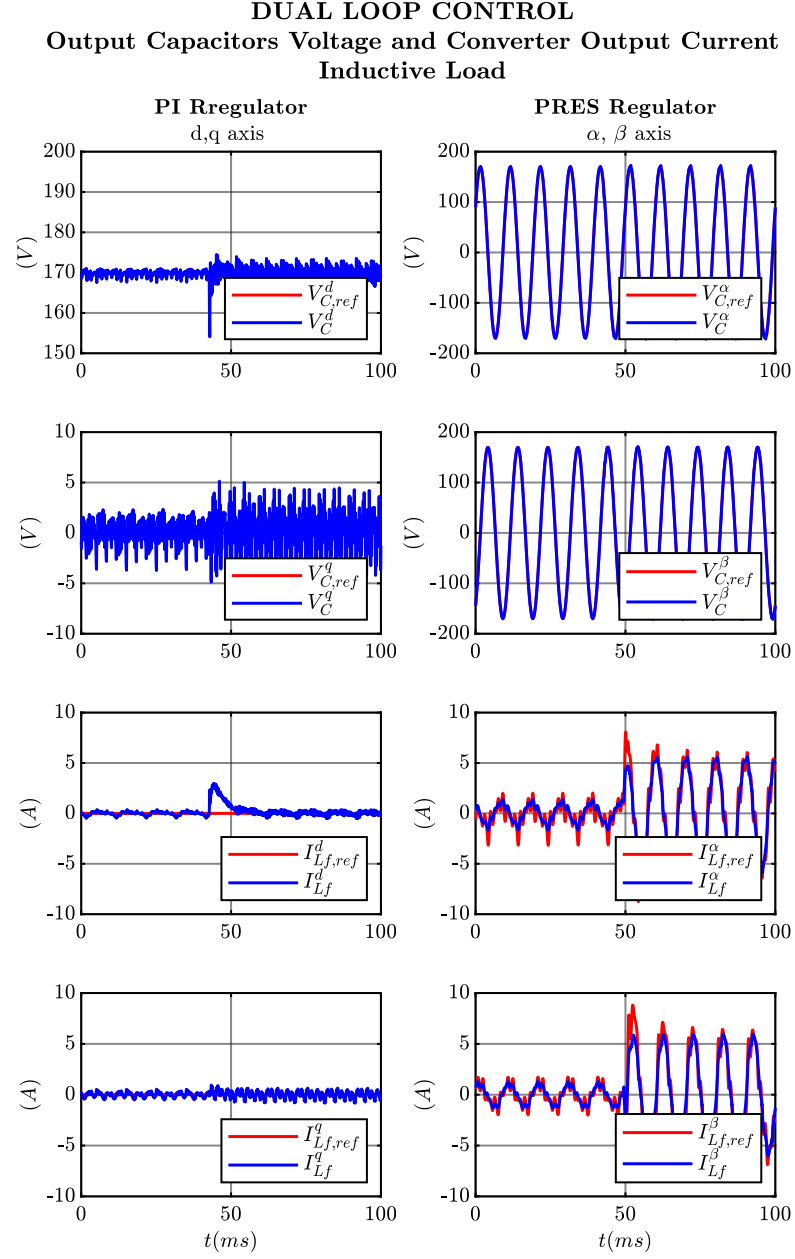 DUAL LOOP CONTROL
Output Capacitors Voltage and Converter Output Current
Inductive Load
PI Rregulator
d,q axis
PRES Regulator
α, β axis
200
190
180
170
160
150
(V)
0
50
100
V^d_{C,ref}
V^d_C
200
100
0
-100
-200
(V)
0
50
100
V^α_{C,ref}
V^α_C
10
5
0
-5
-10
(V)
0
50
100
V^q_{C,ref}
V^q_C
200
100
0
-100
-200
(V)
0
50
100
V^β_{C,ref}
V^β_C
10
5
0
-5
-10
(A)
0
50
100
I^d_{Lf,ref}
I^d_{Lf}
10
5
0
-5
-10
(A)
0
50
100
I^α_{Lf,ref}
I^α_{Lf}
10
5
0
-5
-10
(A)
0
50
100
t(ms)
I^q_{Lf,ref}
I^q_{Lf}
10
5
0
-5
-10
(A)
0
50
100
t(ms)
I^β_{Lf,ref}
I^β_{Lf}